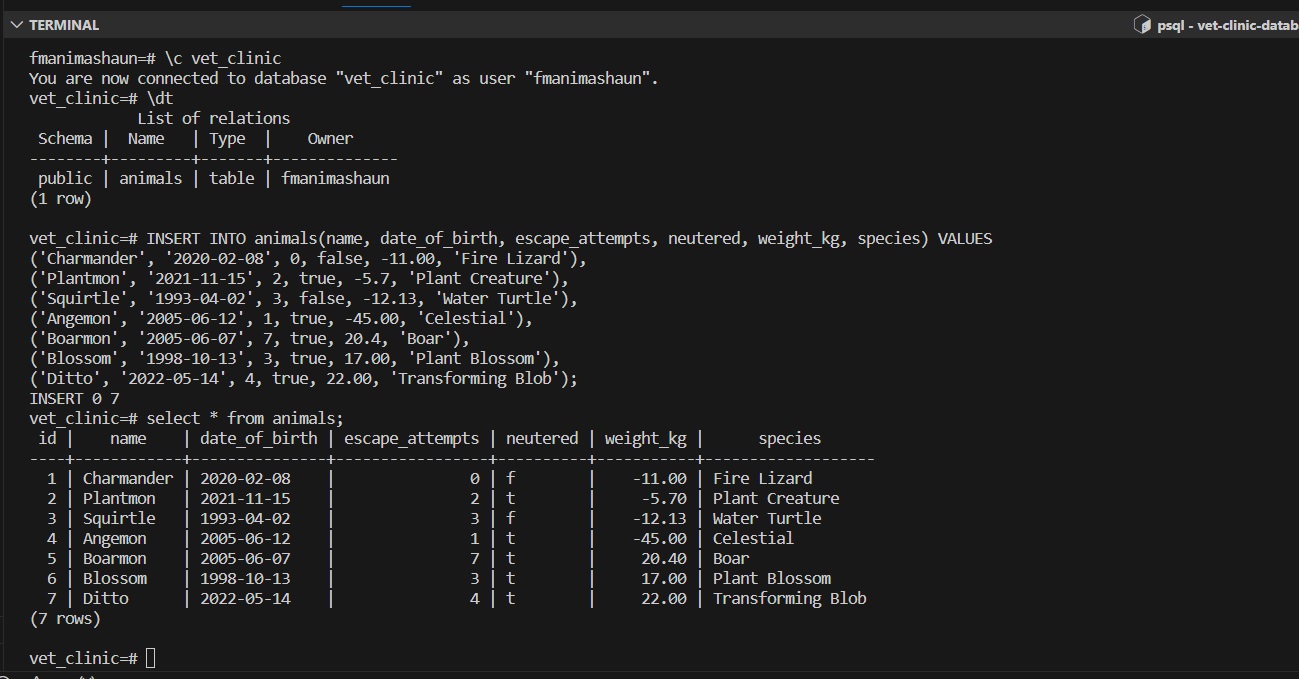 TERMINAL
psql - vet-clinic-datab
fmanimashaun=# \c vet_clinic
You are now connected to database "vet_clinic" as user "fmanimashaun".
vet_clinic=# \dt
            List of relations
 Schema |  Name   | Type  |    Owner
--------+---------+-------+--------------
 public | animals | table | fmanimashaun
(1 row)
vet_clinic=# INSERT INTO animals(name, date_of_birth, escape_attempts, neutered, weight_kg, species) VALUES
('Charmander', '2020-02-08', 0, false, -11.00, 'Fire Lizard'),
('Plantmon', '2021-11-15', 2, true, -5.7, 'Plant Creature'),
('Squirtle', '1993-04-02', 3, false, -12.13, 'Water Turtle'),
('Angemon', '2005-06-12', 1, true, -45.00, 'Celestial'),
('Boarmon', '2005-06-07', 7, true, 20.4, 'Boar'),
('Blossom', '1998-10-13', 3, true, 17.00, 'Plant Blossom'),
('Ditto', '2022-05-14', 4, true, 22.00, 'Transforming Blob');
INSERT 0 7
vet_clinic=# select * from animals;
 id |    name    | date_of_birth | escape_attempts | neutered | weight_kg |      species
----+------------+---------------+-----------------+----------+-----------+-------------------
  1 | Charmander | 2020-02-08    |               0 | f        |    -11.00 | Fire Lizard
  2 | Plantmon   | 2021-11-15    |               2 | t        |     -5.70 | Plant Creature
  3 | Squirtle   | 1993-04-02    |               3 | f        |    -12.13 | Water Turtle
  4 | Angemon    | 2005-06-12    |               1 | t        |    -45.00 | Celestial
  5 | Boarmon    | 2005-06-07    |               7 | t        |     20.40 | Boar
  6 | Blossom    | 1998-10-13    |               3 | t        |     17.00 | Plant Blossom
  7 | Ditto      | 2022-05-14    |               4 | t        |     22.00 | Transforming Blob
(7 rows)
vet_clinic=#